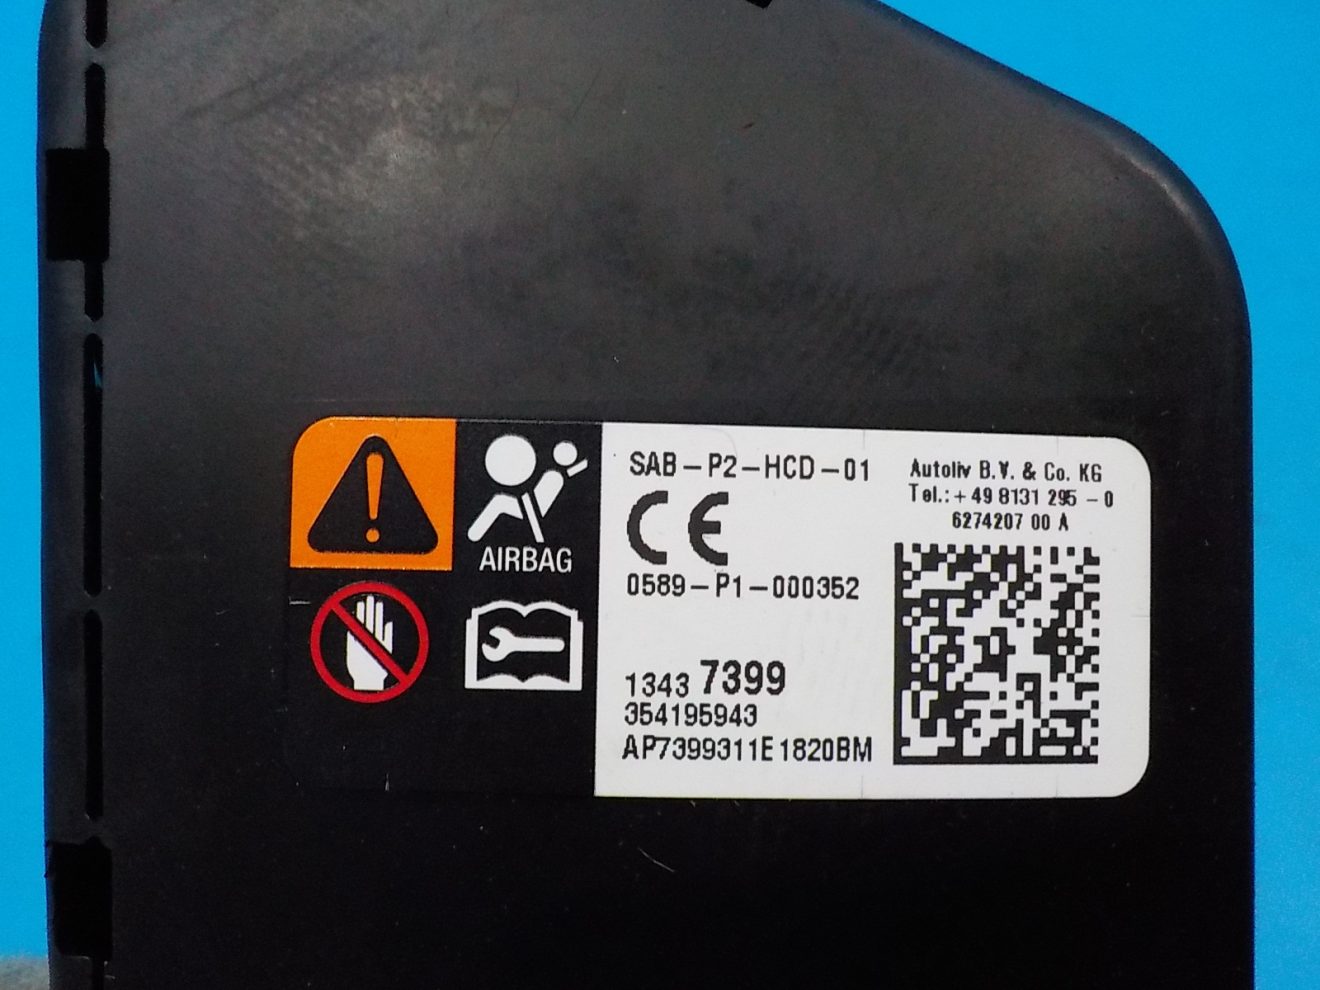 AIRBAG
SAB-P2-HCD-01
CE
0589-P1-000352
1343 7399
354195943
AP7399311E1820BM
Autoliv B.V. & Co. KG
Tel.:+49 8131 295 - 0
6274207 00 A